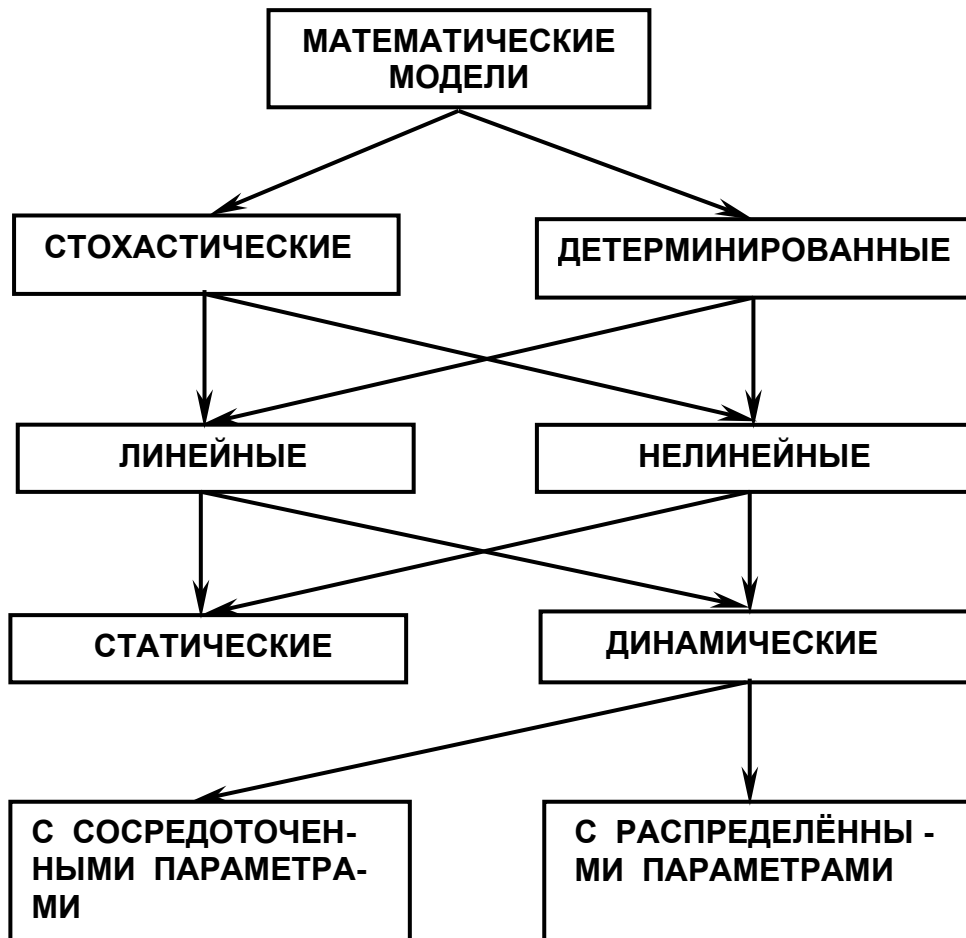 МАТЕМАТИЧЕСКИЕ
МОДЕЛИ
СТОХАСТИЧЕСКИЕ
ДЕТЕРМИНИРОВАННЫЕ
ЛИНЕЙНЫЕ
НЕЛИНЕЙНЫЕ
СТАТИЧЕСКИЕ
ДИНАМИЧЕСКИЕ
С СОСРЕДОТОЧЕН-
НЫМИ ПАРАМЕТРА-
МИ
С РАСПРЕДЕЛЁННЫ -
МИ ПАРАМЕТРАМИ